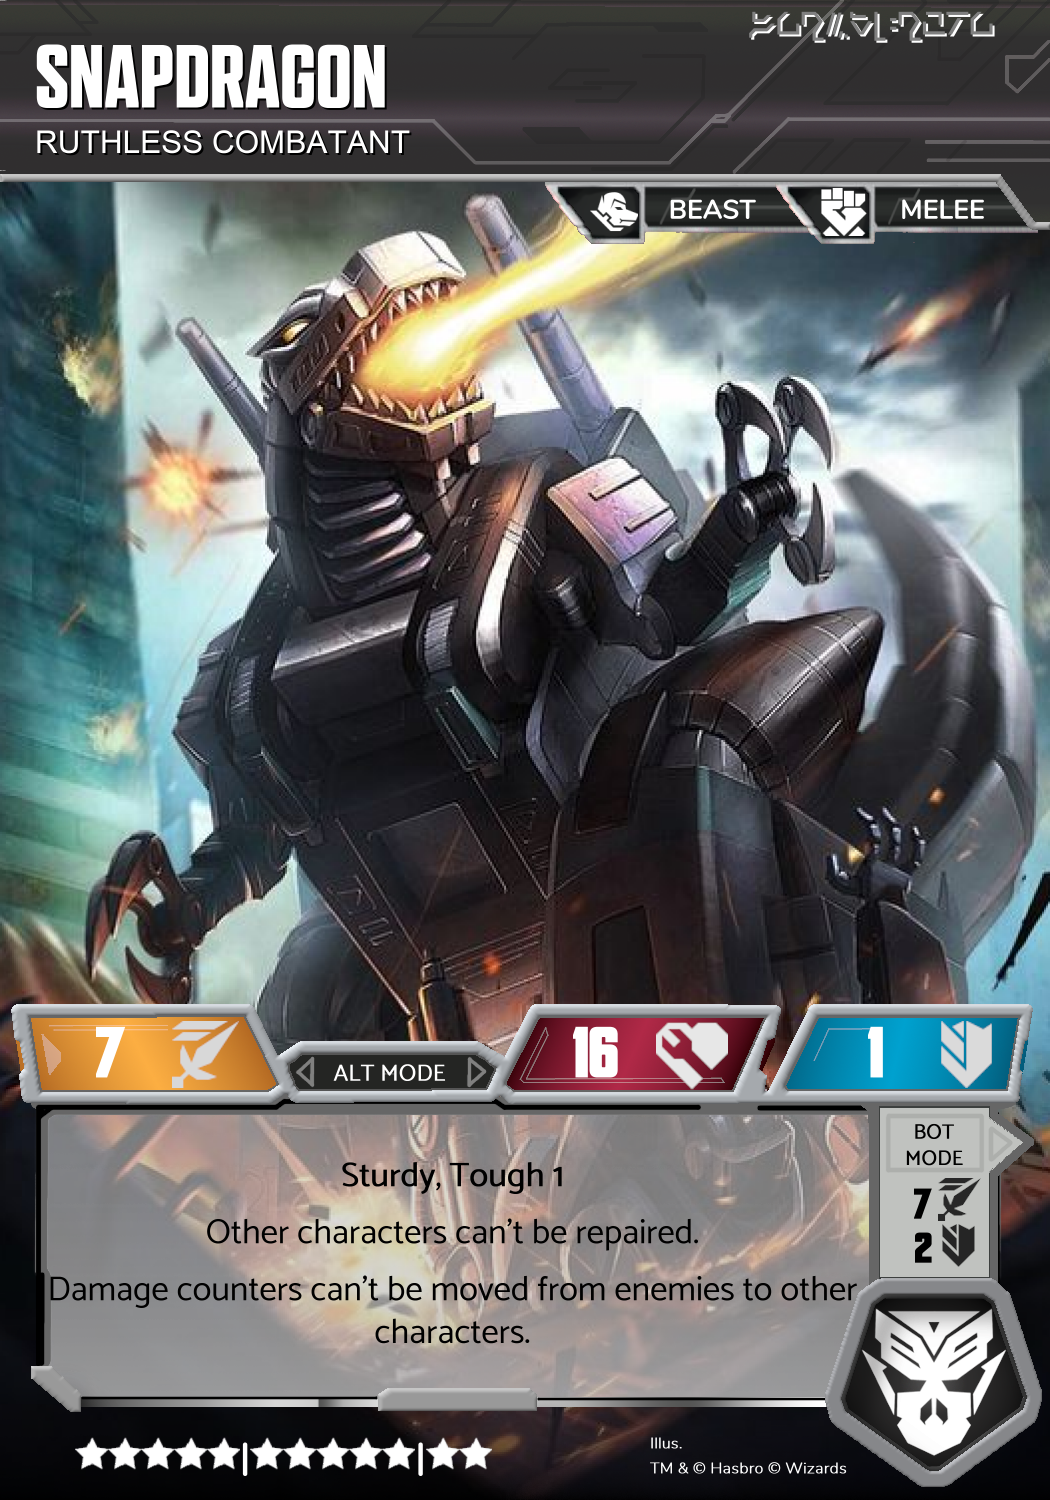 SNAPDRAGON
RUTHLESS COMBATANT
BEAST
MELEE
7
ALT MODE
16
1
Sturdy, Tough 1
Other characters can't be repaired.
Damage counters can't be moved from enemies to other
characters.
BOT
MODE
7
2
Illus.
TM & © Hasbro © Wizards